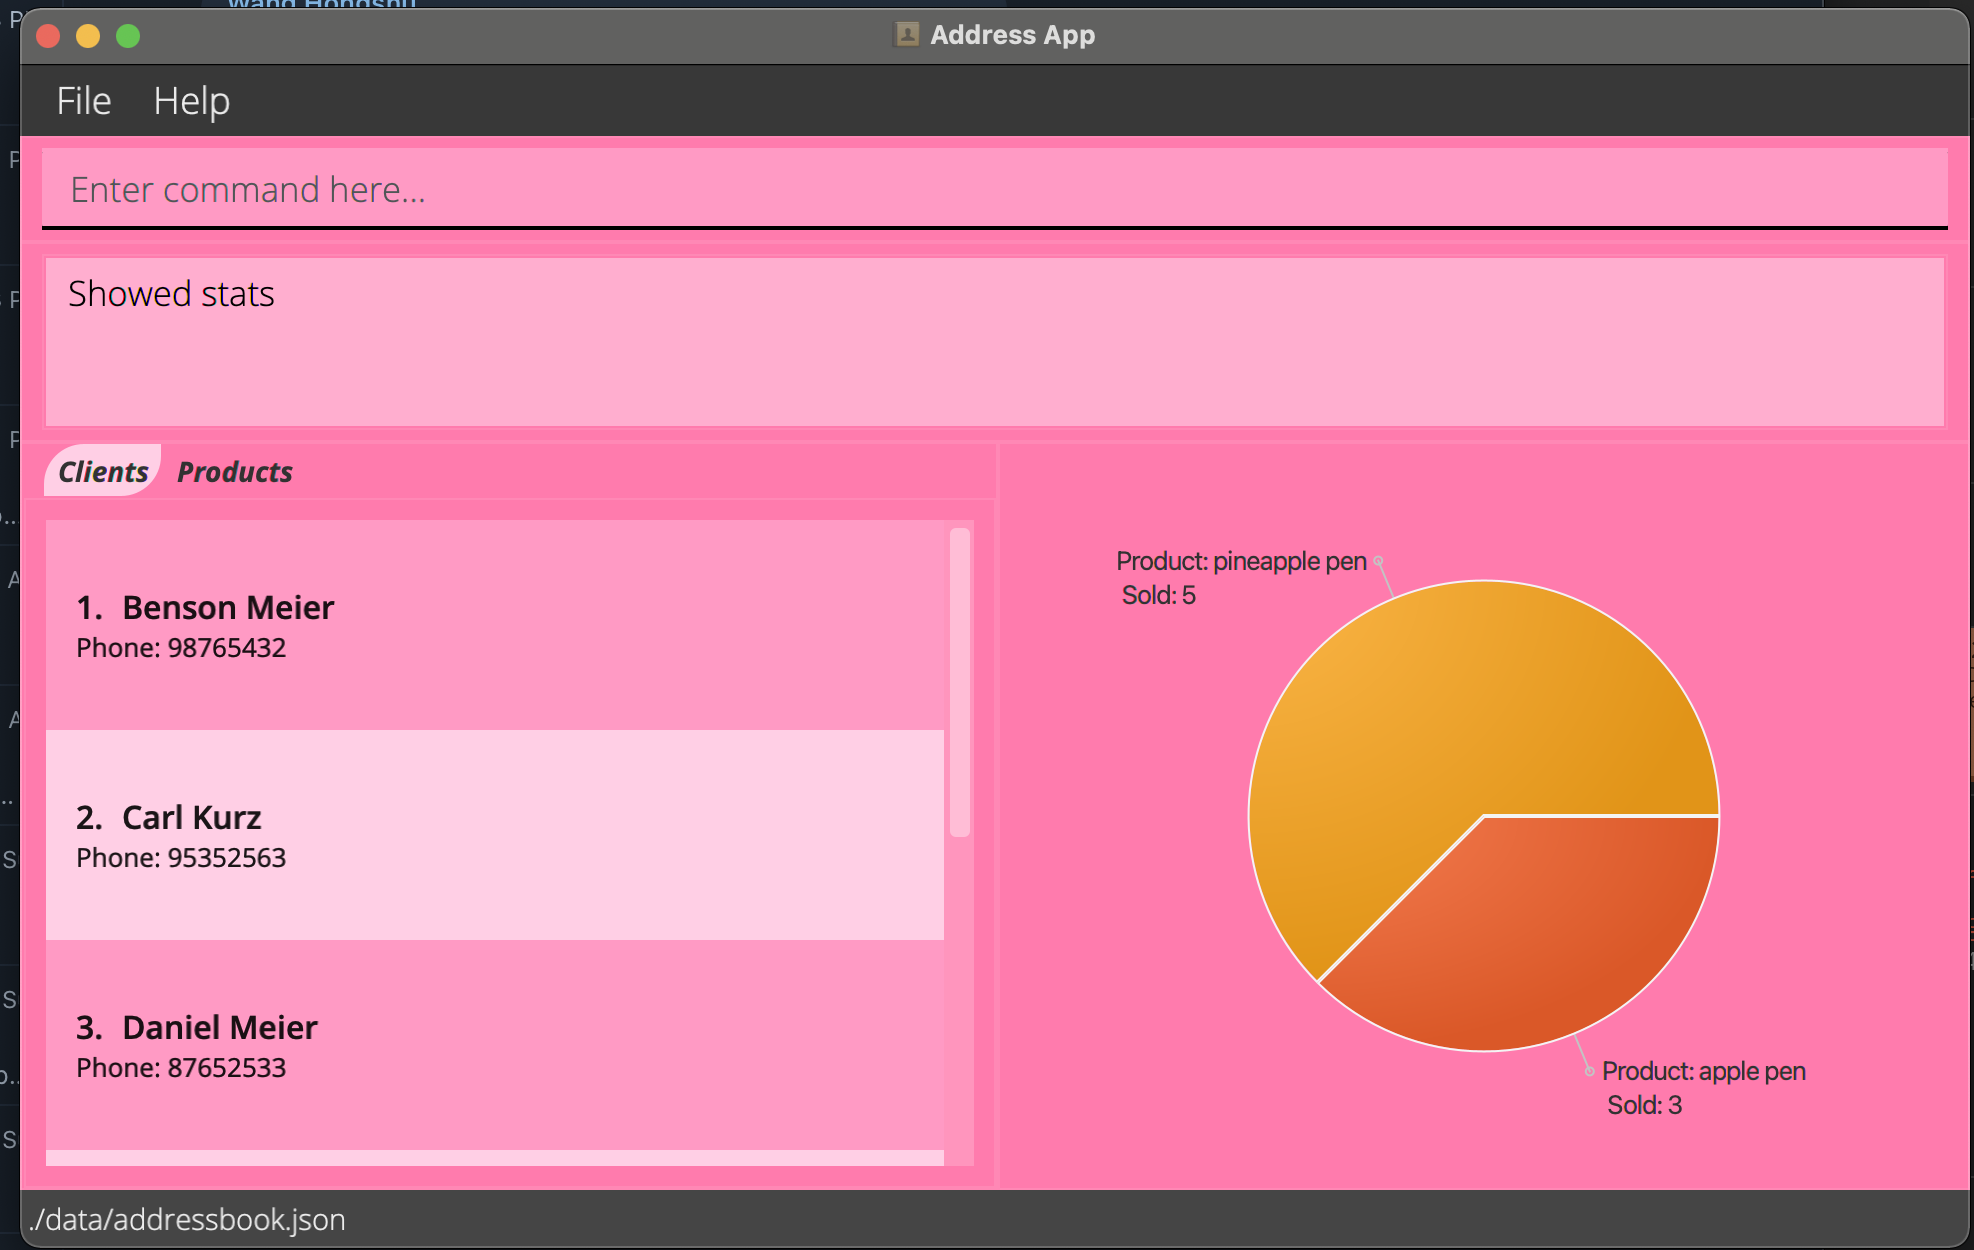 Address App
File Help
Enter command here...
Showed stats
Clients Products
1. Benson Meier
Phone: 98765432
2. Carl Kurz
Phone: 95352563
3. Daniel Meier
Phone: 87652533
Product: pineapple pen
Sold: 5
Product: apple pen
Sold: 3
./data/addressbook.json